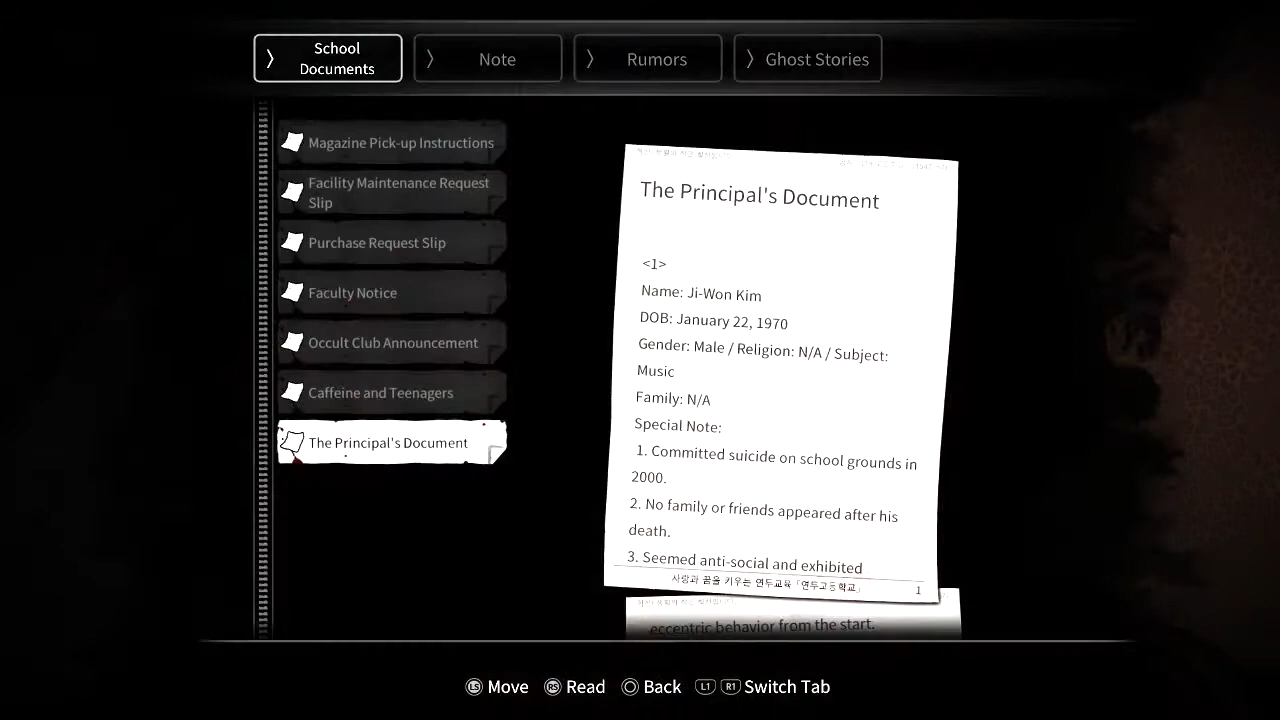 School
Documents
Note
Rumors
Ghost Stories
Magazine Pick-up Instructions
Facility Maintenance Request
Slip
Purchase Request Slip
Faculty Notice
Occult Club Announcement
Caffeine and Teenagers
The Principal's Document
The Principal's Document
<1>
Name: Ji-Won Kim
DOB: January 22, 1970
Gender: Male / Religion: N/A / Subject:
Music
Family: N/A
Special Note:
1. Committed suicide on school grounds in
2000.
2. No family or friends appeared after his
death.
3. Seemed anti-social and exhibited
사랑과 꿈을 키우는 연두교육「연두고등학교」
1
eccentric behavior from the start.
LS Move
RS Read
Back
L1 R1 Switch Tab